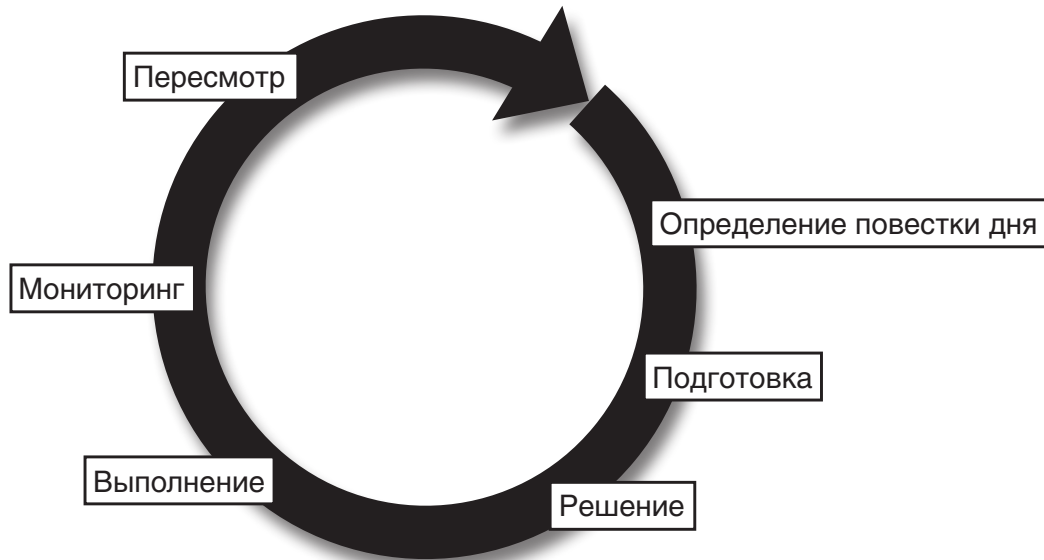 Пересмотр
Определение повестки дня
Мониторинг
Подготовка
Выполнение
Решение